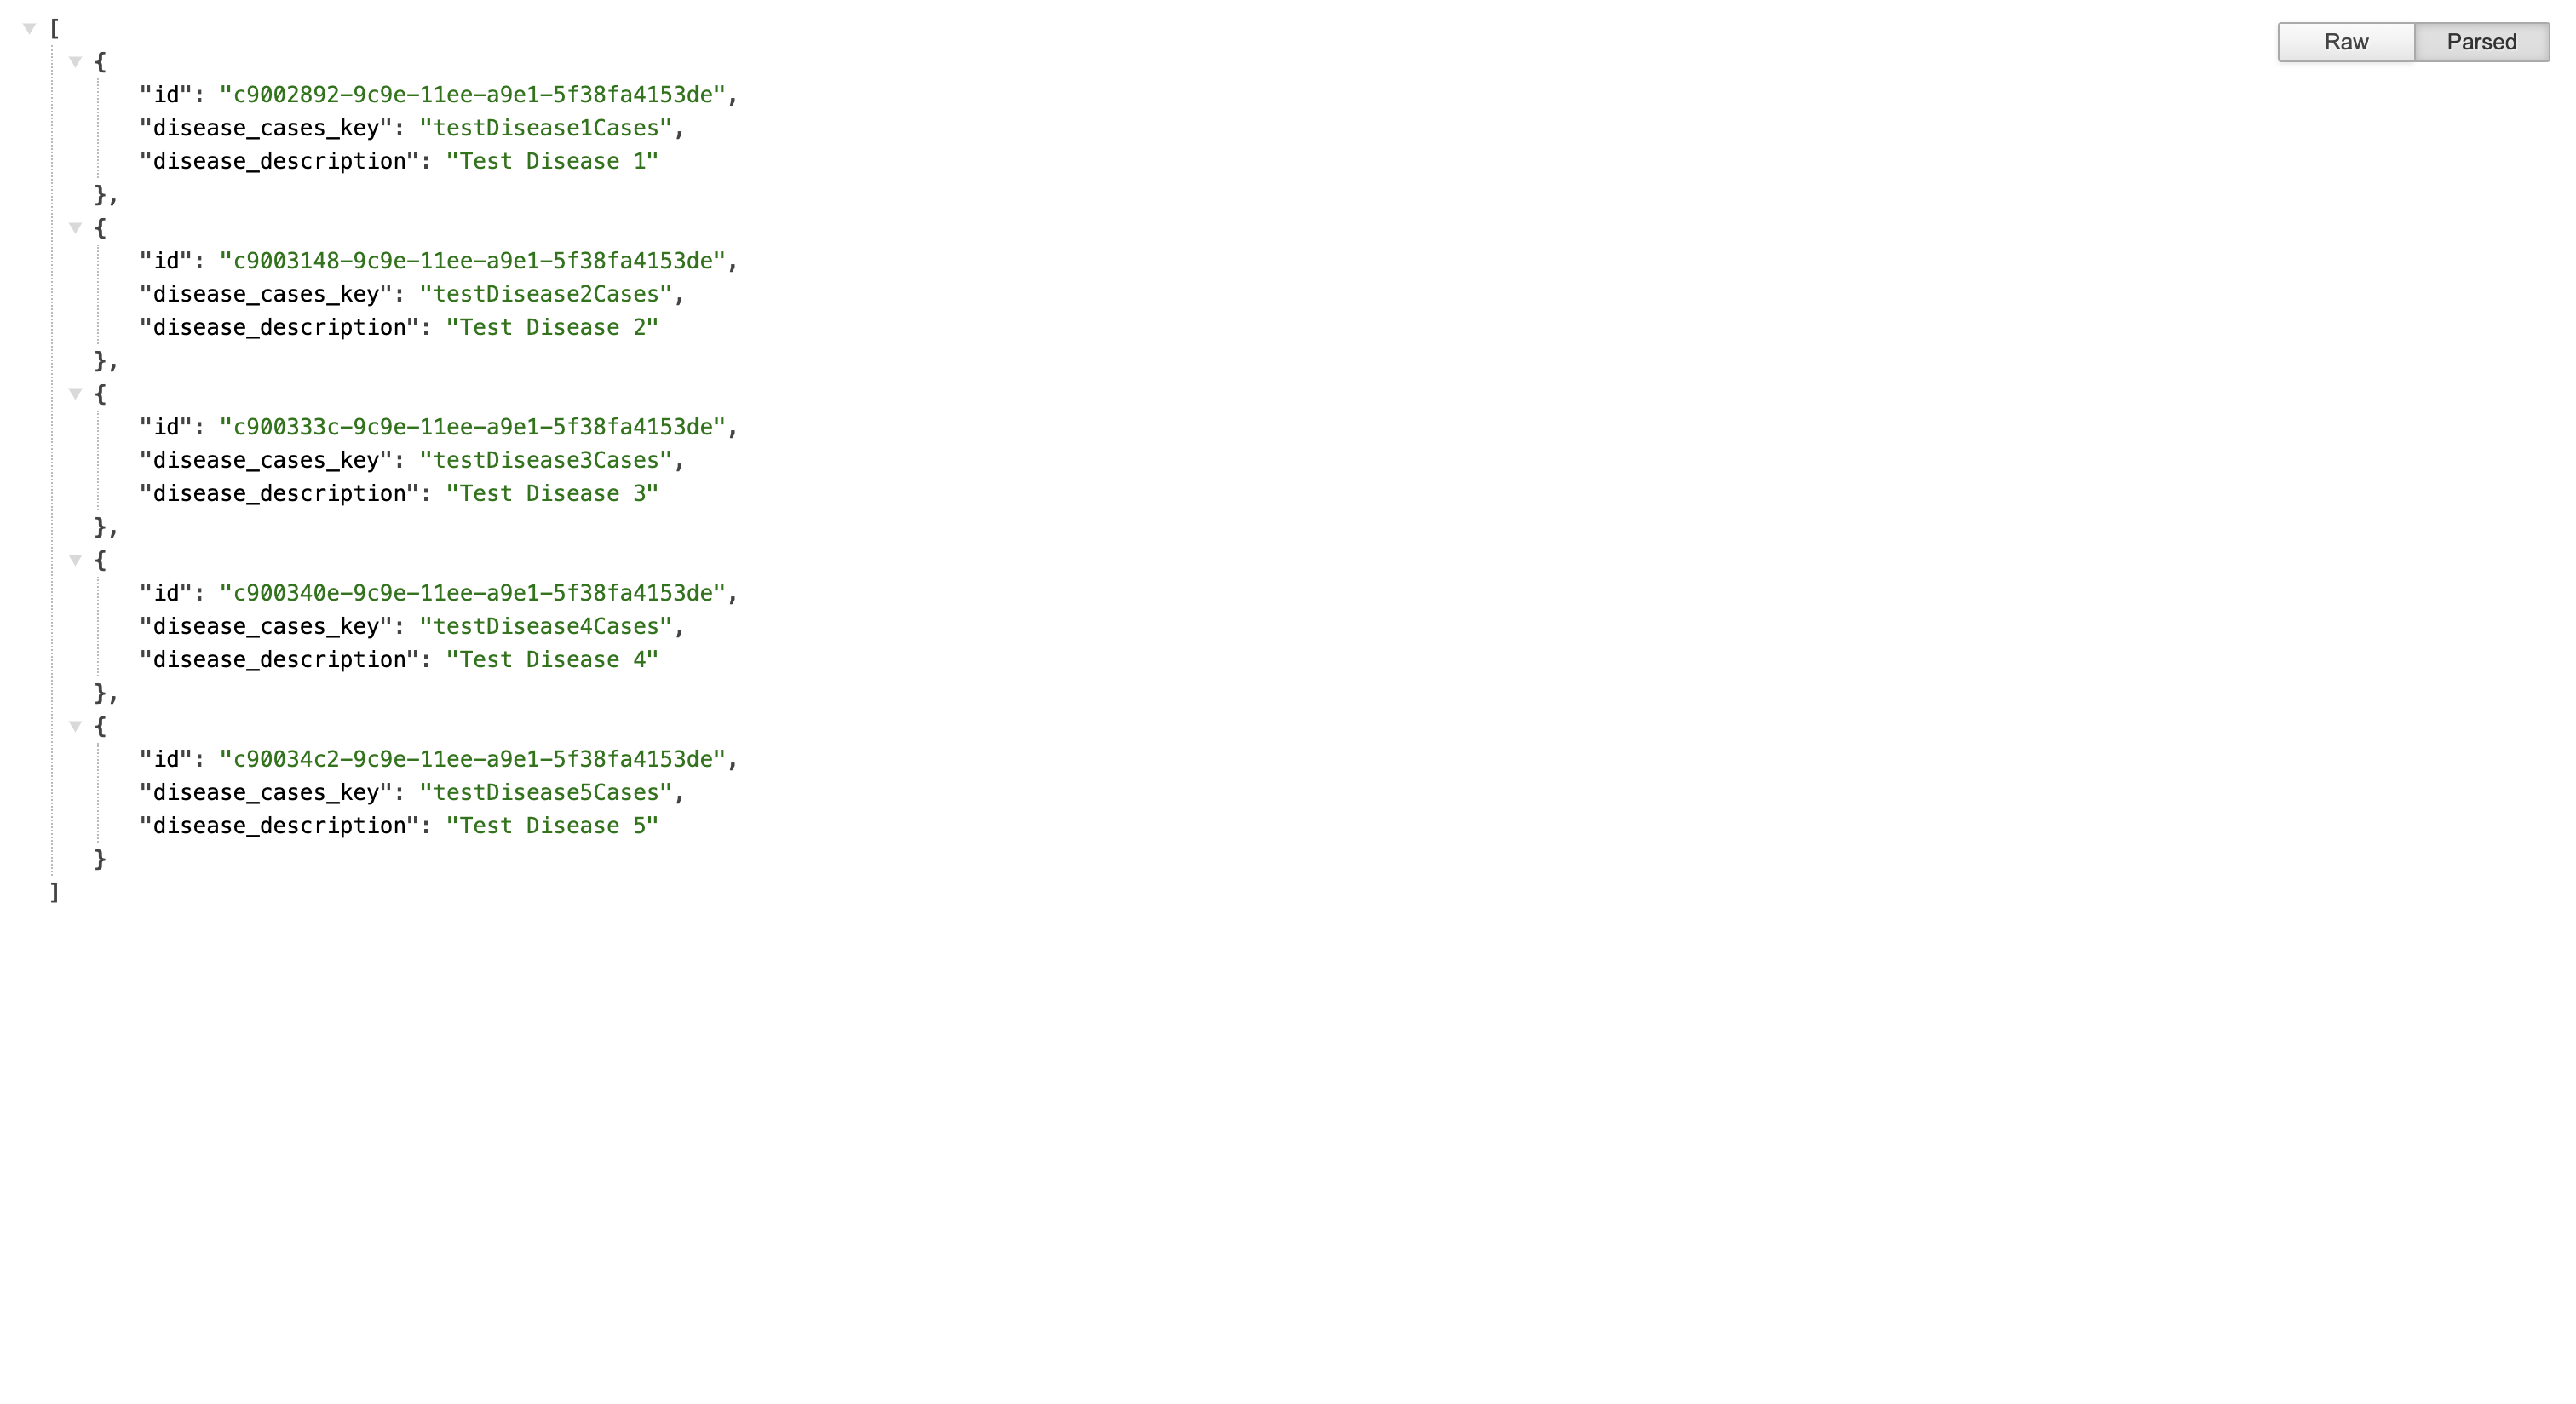 [
Raw Parsed
{
"id": "c9002892-9c9e-11ee-a9e1-5f38fa4153de",
"disease_cases_key": "testDisease1Cases",
"disease_description": "Test Disease 1"
},
{
"id": "c9003148-9c9e-11ee-a9e1-5f38fa4153de",
"disease_cases_key": "testDisease2Cases",
"disease_description": "Test Disease 2"
},
{
"id": "c900333c-9c9e-11ee-a9e1-5f38fa4153de",
"disease_cases_key": "testDisease3Cases",
"disease_description": "Test Disease 3"
},
{
"id": "c900340e-9c9e-11ee-a9e1-5f38fa4153de",
"disease_cases_key": "testDisease4Cases",
"disease_description": "Test Disease 4"
},
{
"id": "c90034c2-9c9e-11ee-a9e1-5f38fa4153de",
"disease_cases_key": "testDisease5Cases",
"disease_description": "Test Disease 5"
}
]